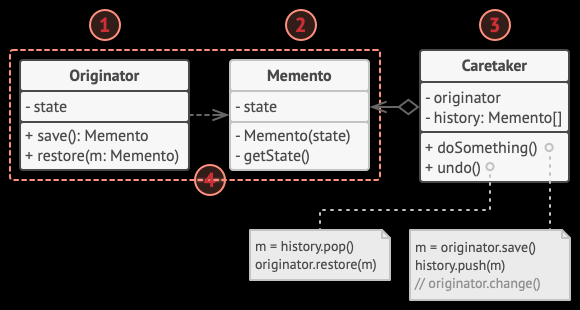 1
2
3
Originator
- state
+ save(): Memento
+ restore(m: Memento)
Memento
- state
- Memento(state)
- getState()
Caretaker
- originator
- history: Memento[]
+ doSomething()
+ undo()
4
m = history.pop()
originator.restore(m)
m = originator.save()
history.push(m)
// originator.change()